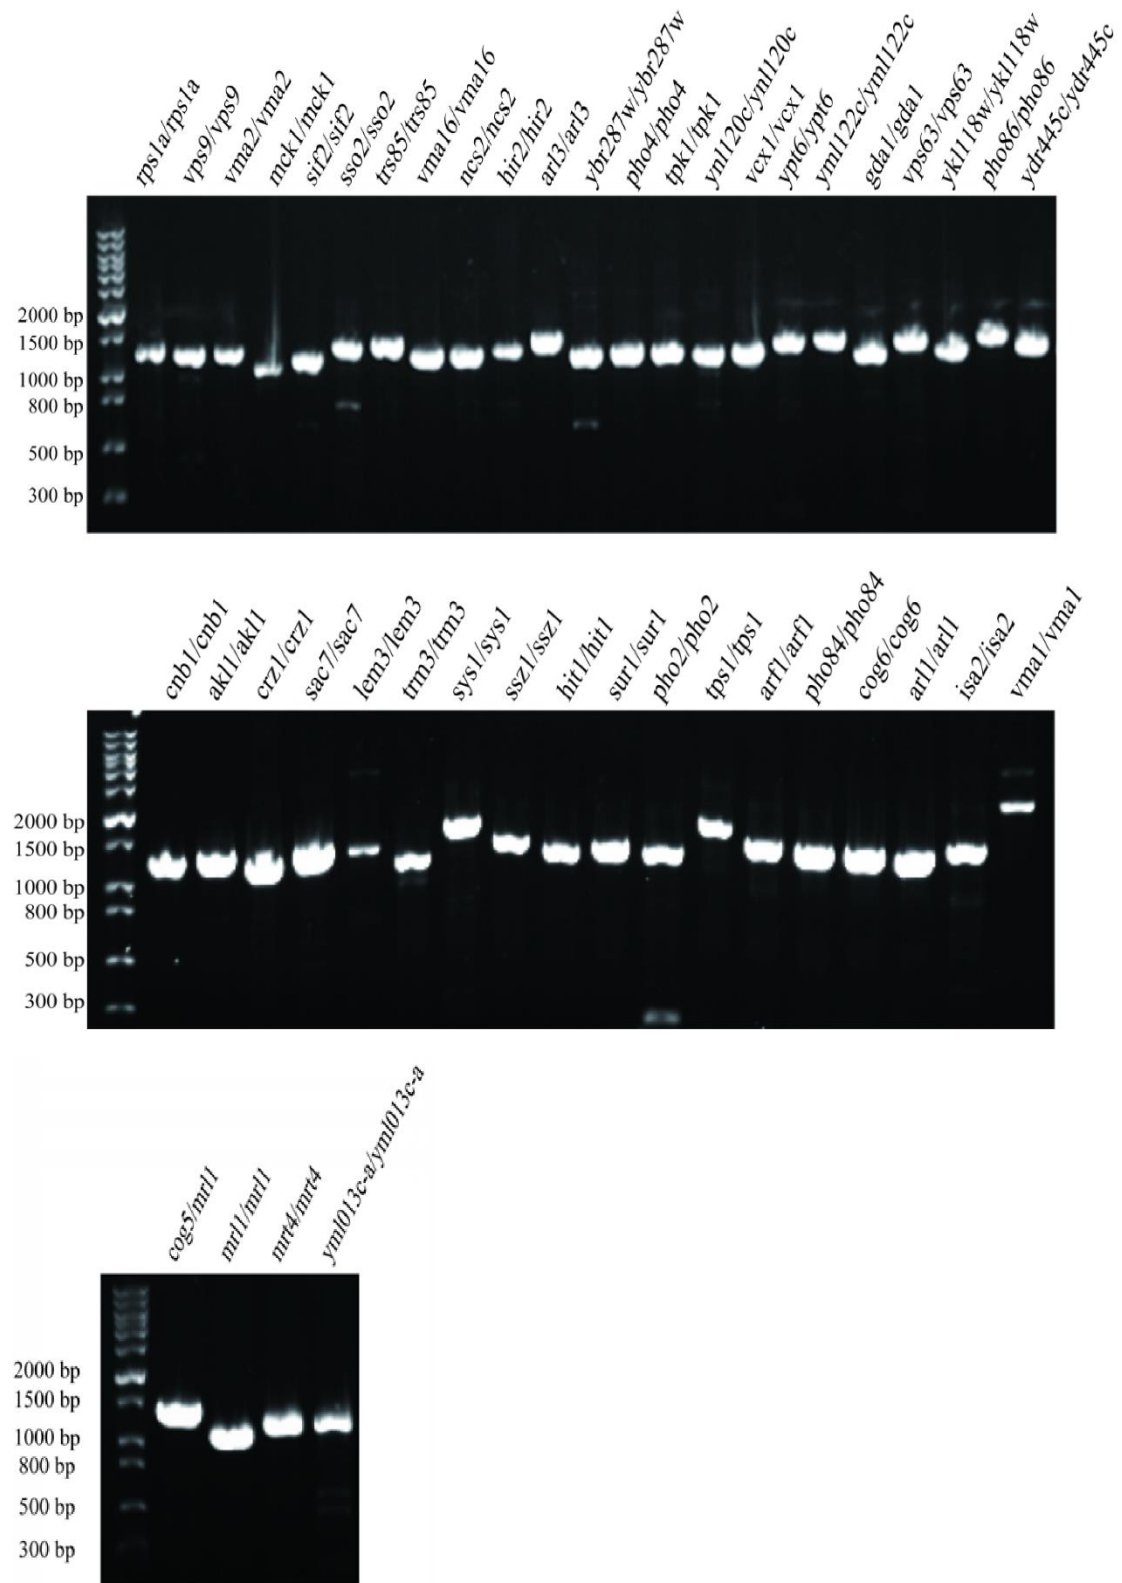 rps1a/rps1a
vps9/vps9
vma2/vma2
mck1/mck1
sif2/sif2
sso2/sso2
trs85/trs85
vma16/vma16
ncs2/ncs2
hir2/hir2
arl3/arl3
ybr287w/ybr287w
pho4/pho4
tpk1/tpk1
ynl120c/ynl120c
vcx1/vcx1
ypt6/ypt6
yml122c/yml122c
gda1/gda1
vps63/vps63
ykl118w/ykl118w
pho86/pho86
ydr445c/ydr445c
2000 bp
1500 bp
1000 bp
800 bp
500 bp
300 bp
cnb1/cnb1
akl1/akl1
crz1/crz1
sac7/sac7
lem3/lem3
trm3/trm3
sys1/sys1
ssz1/ssz1
hit1/hit1
sur1/sur1
pho2/pho2
tps1/tps1
arf1/arf1
pho84/pho84
cog6/cog6
arl1/arl1
isa2/isa2
vma1/vma1
2000 bp
1500 bp
1000 bp
800 bp
500 bp
300 bp
cog5/mrl1
mrl1/mrl1
mrt4/mrt4
yml013c-a/yml013c-a
2000 bp
1500 bp
1000 bp
800 bp
500 bp
300 bp